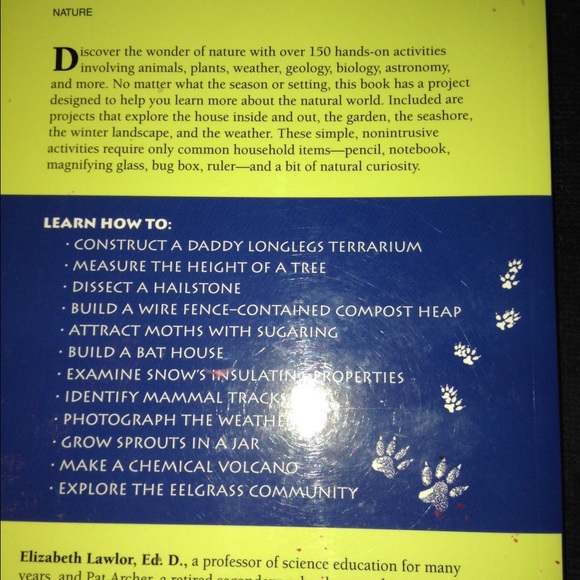 NATURE
Discover the wonder of nature with over 150 hands-on activities
involving animals, plants, weather, geology, biology, astronomy,
and more. No matter what the season or setting, this book has a project
designed to help you learn more about the natural world. Included are
projects that explore the house inside and out, the garden, the seashore,
the winter landscape, and the weather. These simple, nonintrusive
activities require only common household items—pencil, notebook,
magnifying glass, bug box, ruler—and a bit of natural curiosity.
LEARN HOW TO:
· CONSTRUCT A DADDY LONGLEGS TERRARIUM
· MEASURE THE HEIGHT OF A TREE
· DISSECT A HAILSTONE
· BUILD A WIRE FENCE–CONTAINED COMPOST HEAP
· ATTRACT MOTHS WITH SUGARING
· BUILD A BAT HOUSE
· EXAMINE SNOW'S INSULATING PROPERTIES
· IDENTIFY MAMMAL TRACKS
· PHOTOGRAPH THE WEATHER
· GROW SPROUTS IN A JAR
· MAKE A CHEMICAL VOLCANO
· EXPLORE THE EELGRASS COMMUNITY
Elizabeth Lawlor, Ed. D., a professor of science education for many
years, and Pat Archer, a retired